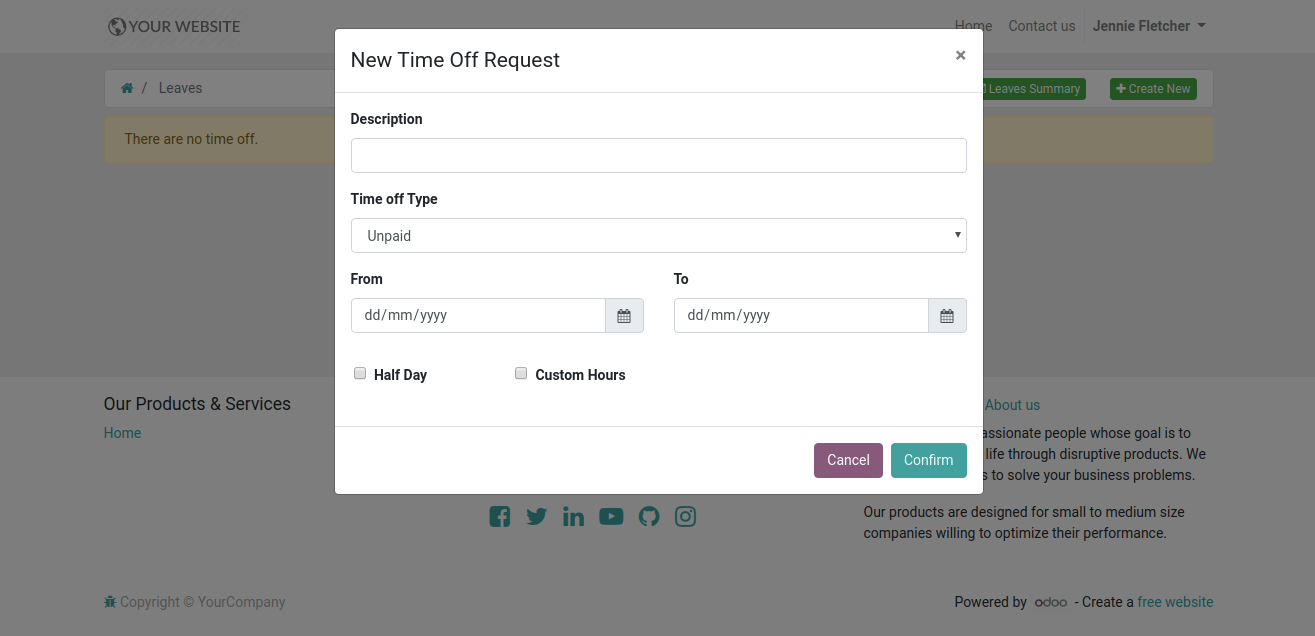 YOUR WEBSITE
Home Contact us Jennie Fletcher
New Time Off Request ×
/ Leaves
Leaves Summary Create New
There are no time off.
Description
Time off Type
Unpaid
From To
dd/mm/yyyy dd/mm/yyyy
Half Day Custom Hours
Cancel Confirm
Our Products & Services
Home
About us
assionate people whose goal is to
life through disruptive products. We
s to solve your business problems.
Our products are designed for small to medium size
companies willing to optimize their performance.
Copyright © YourCompany
Powered by odoo - Create a free website